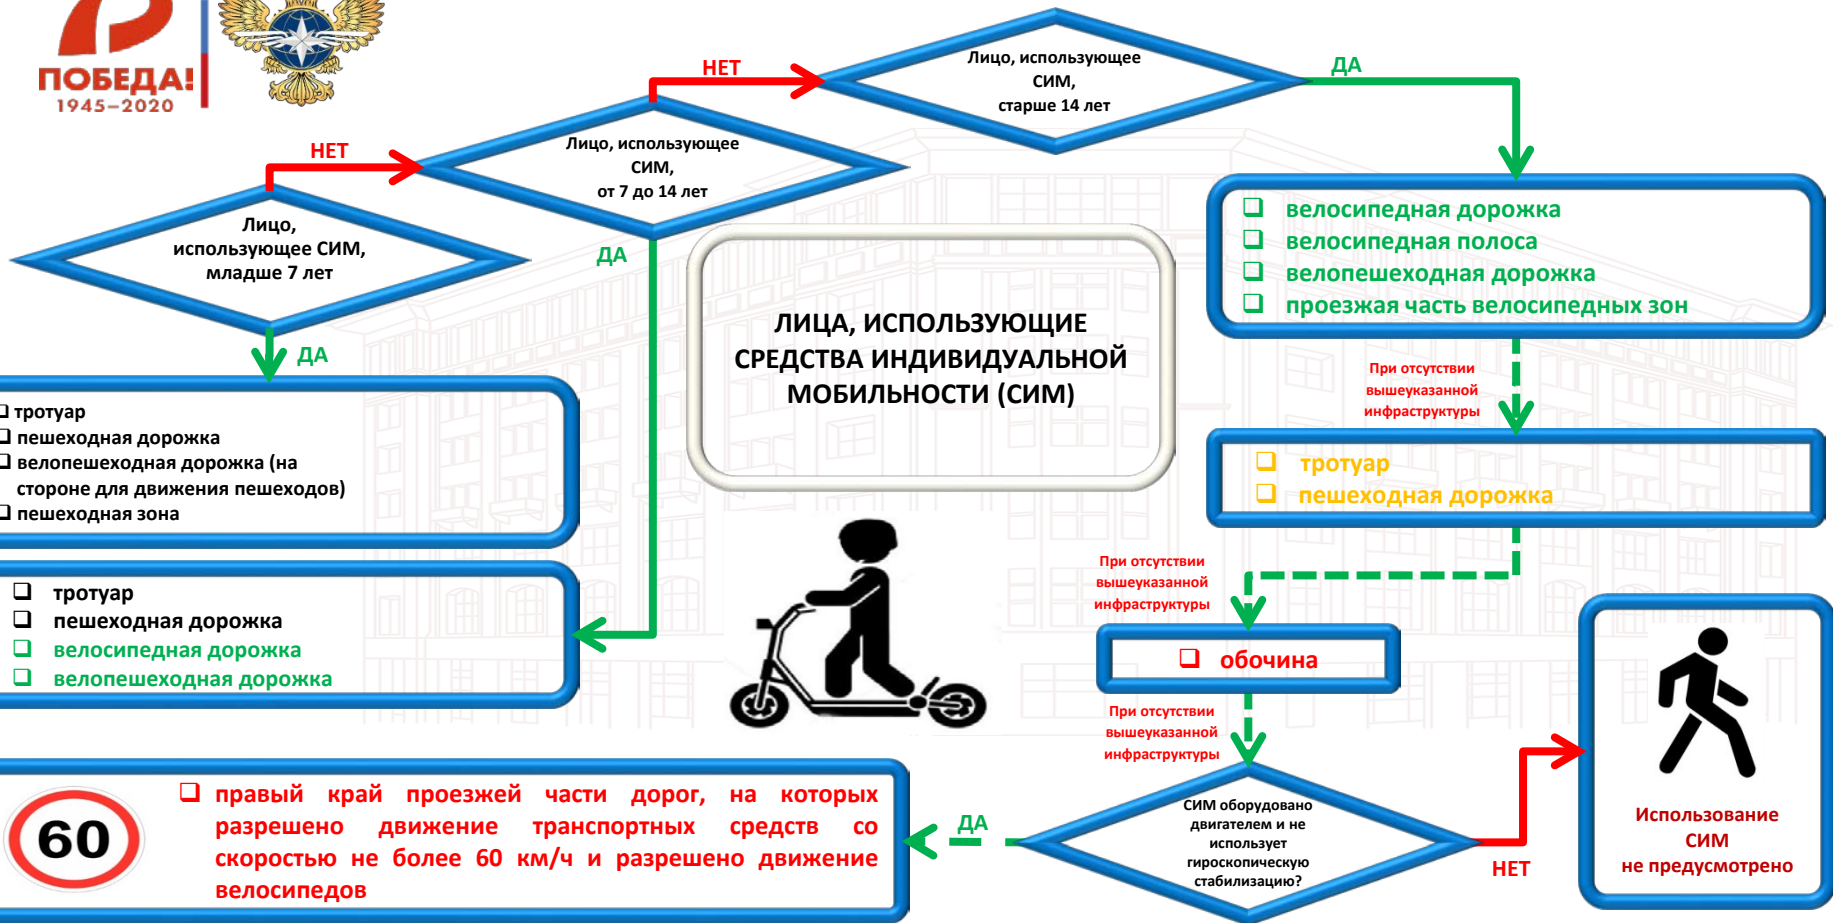 ПОБЕДА!
1945–2020
НЕТ
НЕТ
ДА
Лицо, использующее
СИМ,
старше 14 лет
Лицо, использующее
СИМ,
от 7 до 14 лет
Лицо,
использующее СИМ,
младше 7 лет
ДА
ДА
тротуар
пешеходная дорожка
велопешеходная дорожка (на
стороне для движения пешеходов)
пешеходная зона
тротуар
пешеходная дорожка
велосипедная дорожка
велопешеходная дорожка
ЛИЦА, ИСПОЛЬЗУЮЩИЕ
СРЕДСТВА ИНДИВИДУАЛЬНОЙ
МОБИЛЬНОСТИ (СИМ)
велосипедная дорожка
велосипедная полоса
велопешеходная дорожка
проезжая часть велосипедных зон
При отсутствии
вышеуказанной
инфраструктуры
тротуар
пешеходная дорожка
При отсутствии
вышеуказанной
инфраструктуры
обочина
При отсутствии
вышеуказанной
инфраструктуры
СИМ оборудовано
двигателем и не
использует
гироскопическую
стабилизацию?
ДА
НЕТ
60
правый край проезжей части дорог, на которых
разрешено движение транспортных средств со
скоростью не более 60 км/ч и разрешено движение
велосипедов
Использование
СИМ
не предусмотрено